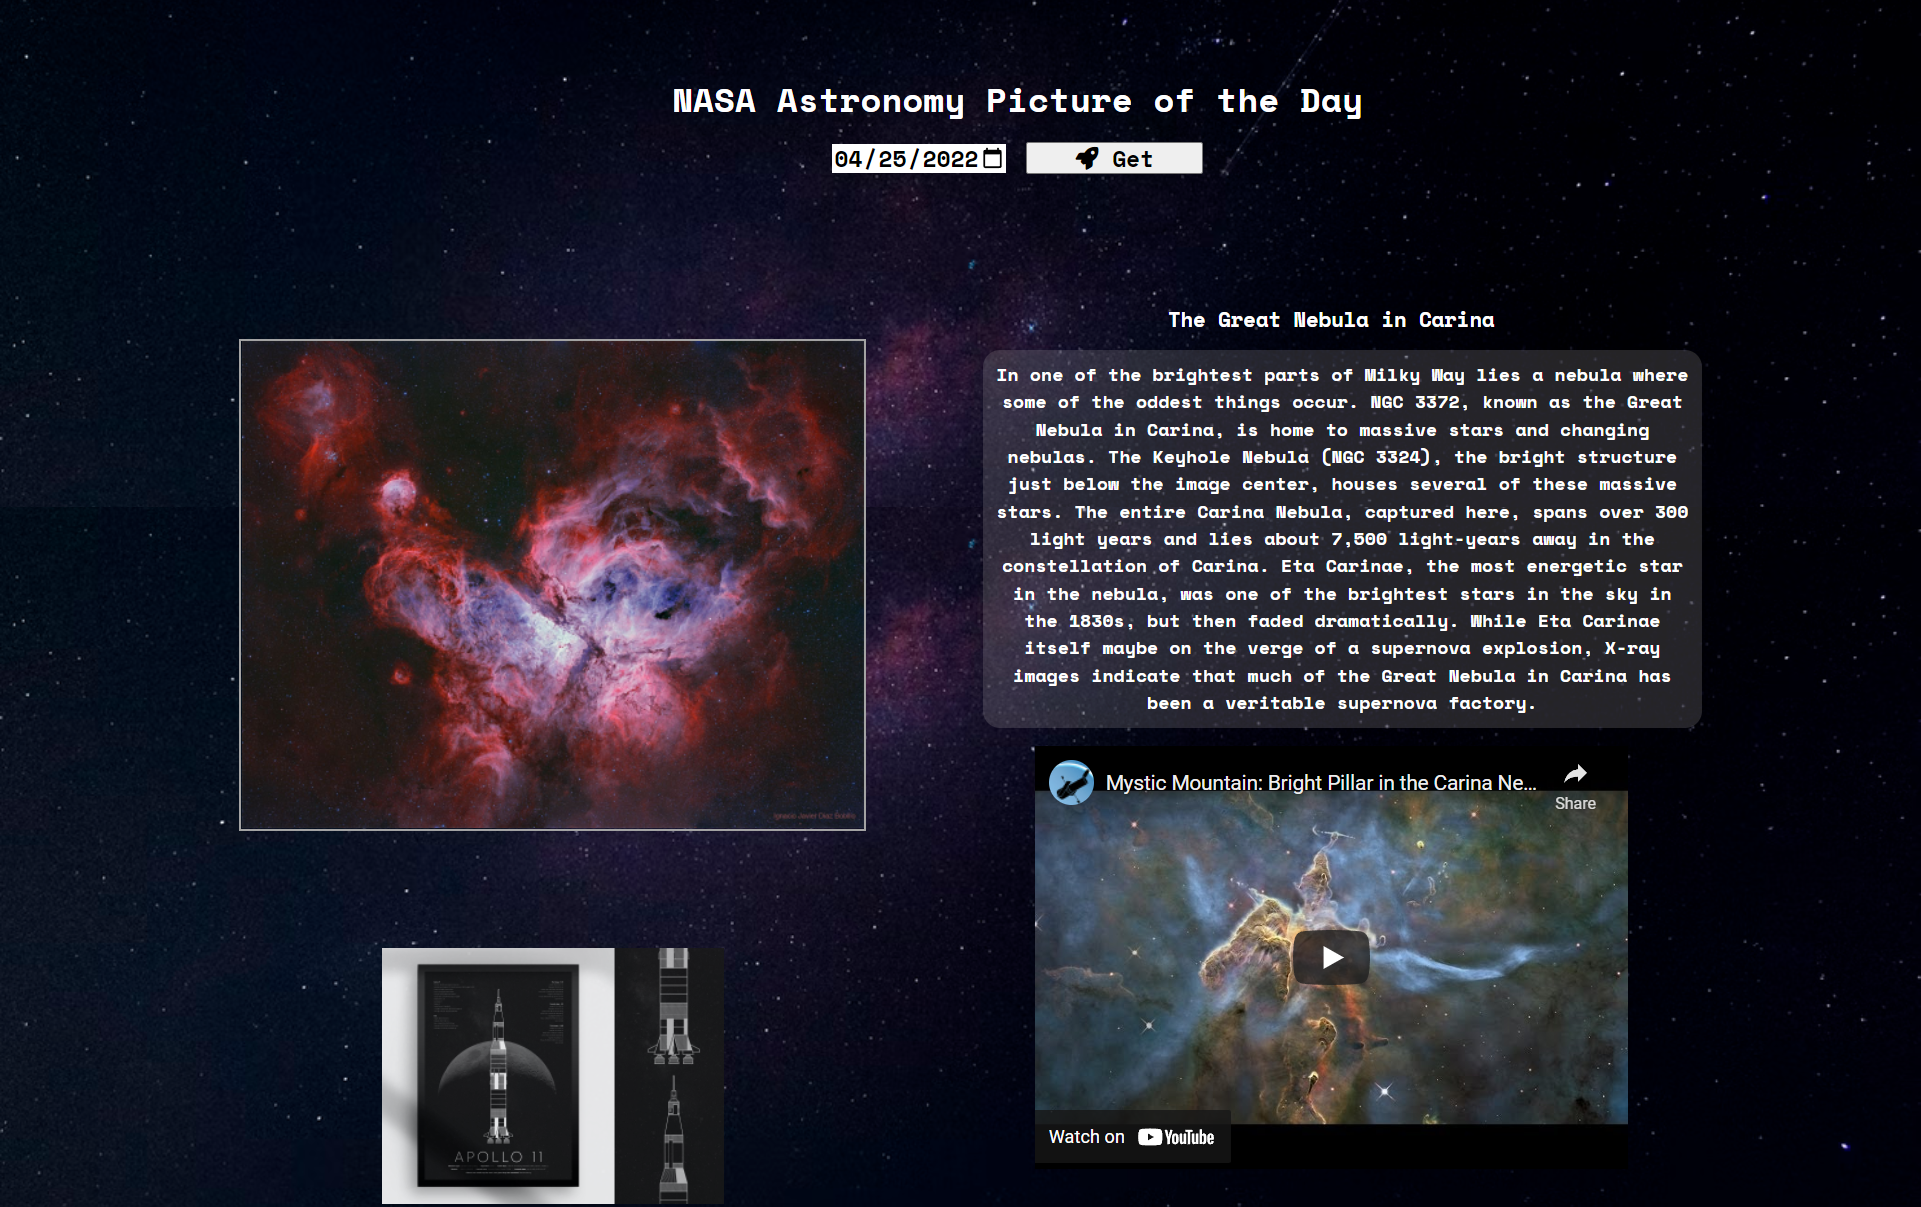 NASA Astronomy Picture of the Day
04/25/2022
Get
The Great Nebula in Carina
In one of the brightest parts of Milky Way lies a nebula where
some of the oddest things occur. NGC 3372, known as the Great
Nebula in Carina, is home to massive stars and changing
nebulas. The Keyhole Nebula (NGC 3324), the bright structure
just below the image center, houses several of these massive
stars. The entire Carina Nebula, captured here, spans over 300
light years and lies about 7,500 light-years away in the
constellation of Carina. Eta Carinae, the most energetic star
in the nebula, was one of the brightest stars in the sky in
the 1830s, but then faded dramatically. While Eta Carinae
itself maybe on the verge of a supernova explosion, X-ray
images indicate that much of the Great Nebula in Carina has
been a veritable supernova factory.
Mystic Mountain: Bright Pillar in the Carina Ne...
Share
Watch on YouTube
APOLLO 11